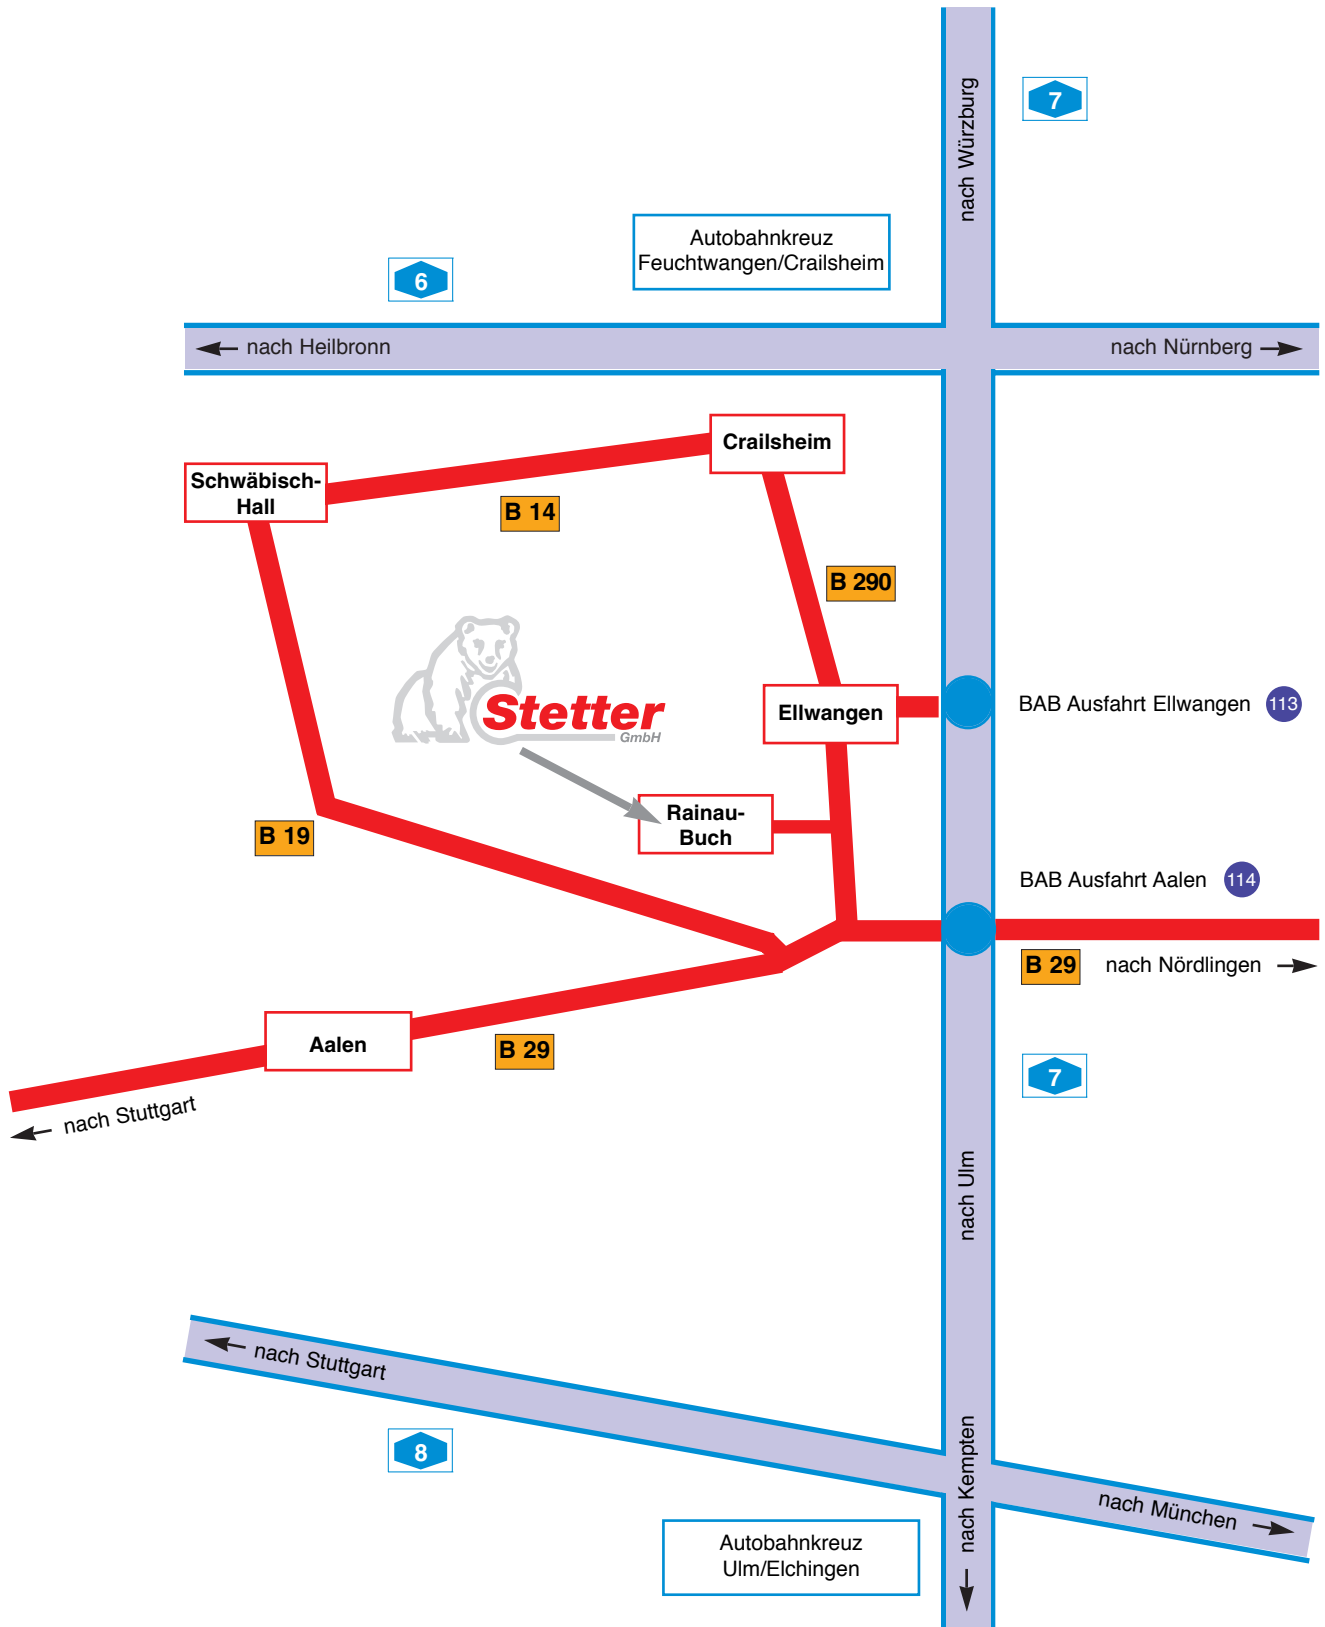 nach Würzburg
7
Autobahnkreuz
Feuchtwangen/Crailsheim
6
nach Heilbronn
nach Nürnberg
Crailsheim
Schwäbisch-
Hall
B 14
B 290
Stetter
GmbH
Ellwangen
BAB Ausfahrt Ellwangen 113
Rainau-
Buch
B 19
BAB Ausfahrt Aalen 114
B 29 nach Nördlingen
Aalen
B 29
7
nach Stuttgart
nach Ulm
nach Stuttgart
8
nach Kempten
nach München
Autobahnkreuz
Ulm/Elchingen